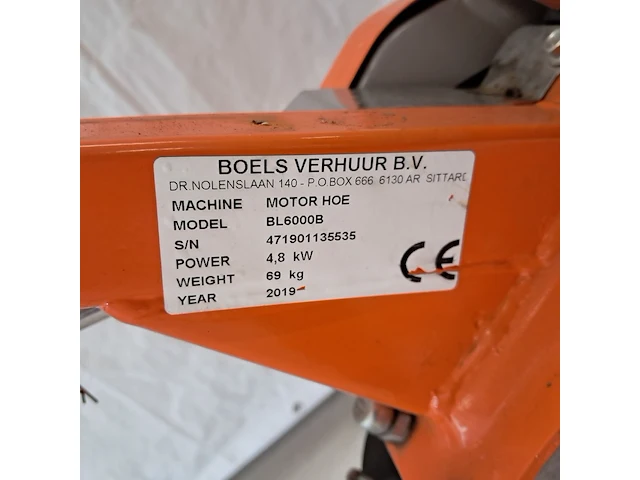 BOELS VERHUUR B.V.
DR.NOLENSLAAN 140 - P.O.BOX 666 6130 AR SITTARD
MACHINE MOTOR HOE
MODEL BL6000B
S/N 471901135535
POWER 4,8 kW
WEIGHT 69 kg
YEAR 2019
CE